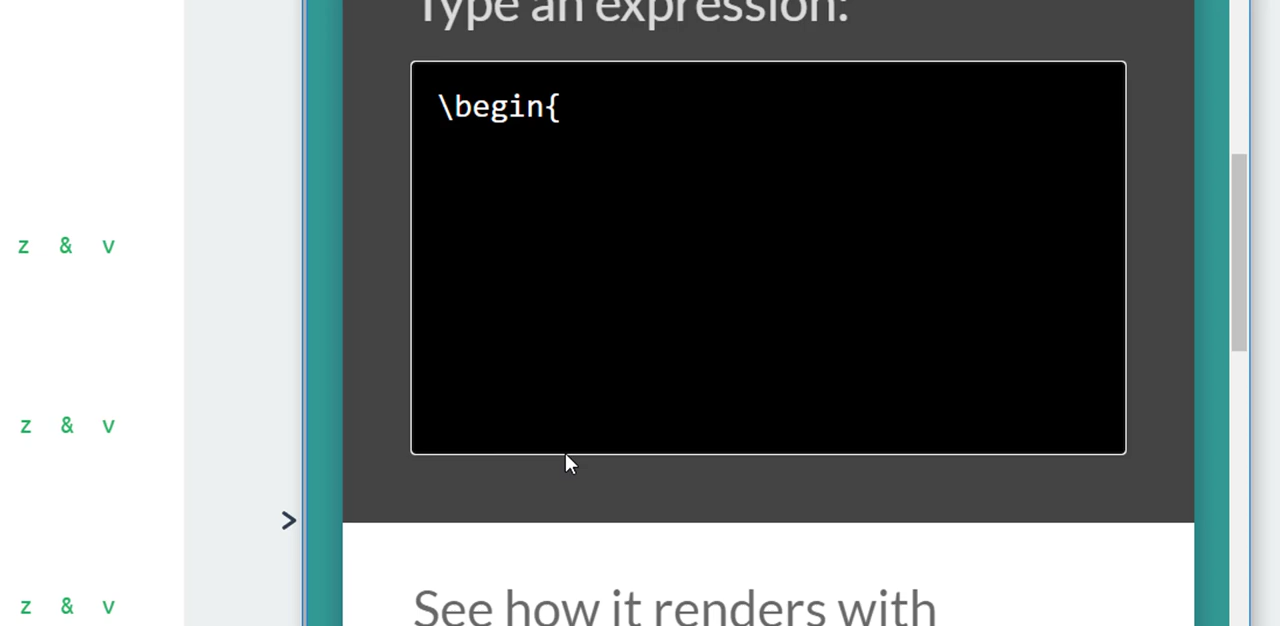 Type an expression:
\begin{
z & v
z & v
>
See how it renders with
z & v